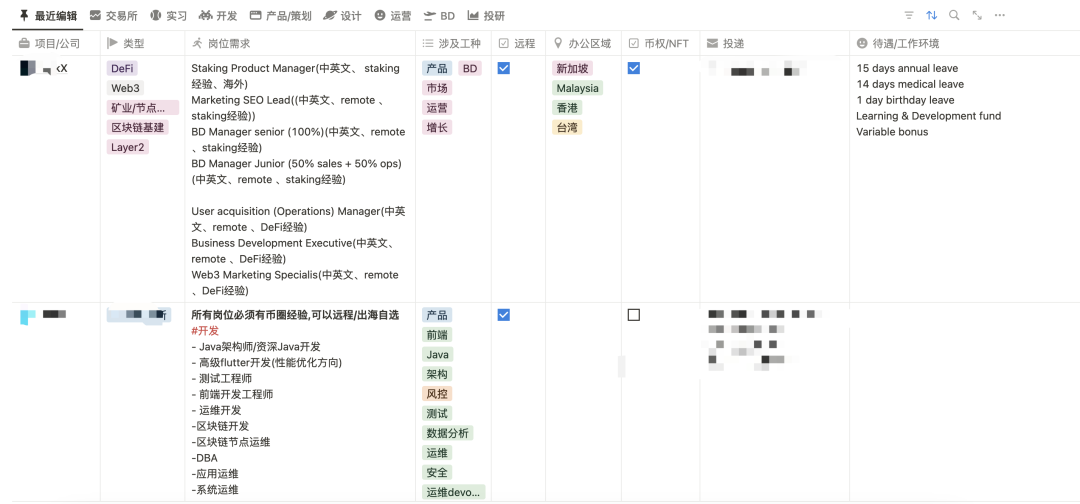 最近编辑 交易所 实习 开发 产品/策划 设计 运营 BD 投研
项目/公司 类型 岗位需求 涉及工种 远程 办公区域 币权/NFT 投递 待遇/工作环境
X
DeFi
Web3
矿业/节点...
区块链基建
Layer2
Staking Product Manager(中英文、 staking
经验、海外)
Marketing SEO Lead((中英文、remote 、
staking经验))
BD Manager senior (100%)(中英文、remote
、staking经验)
BD Manager Junior (50% sales + 50% ops)
(中英文、remote 、staking经验)
User acquisition (Operations) Manager(中英
文、remote 、DeFi经验)
Business Development Executive(中英文、
remote 、DeFi经验)
Web3 Marketing Specialis(中英文、remote
、DeFi经验)
产品 BD
市场
运营
增长
新加坡
Malaysia
香港
台湾
15 days annual leave
14 days medical leave
1 day birthday leave
Learning & Development fund
Variable bonus
所有岗位必须有币圈经验,可以远程/出海自选
#开发
- Java架构师/资深Java开发
- 高级flutter开发(性能优化方向)
- 测试工程师
- 前端开发工程师
- 运维开发
-区块链开发
-区块链节点运维
-DBA
-应用运维
-系统运维
产品
前端
Java
架构
风控
测试
数据分析
运维
安全
运维devo...